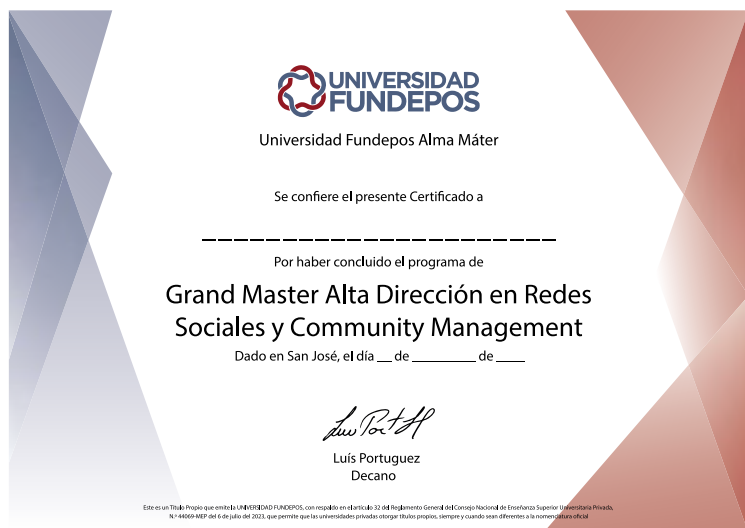 UNIVERSIDAD
FUNDEPOS
Universidad Fundepos Alma Máter
Se confiere el presente Certificado a
_ _ _ _ _ _ _ _ _ _ _ _ _ _ _ _ _ _ _ _ _ _
Por haber concluido el programa de
Grand Master Alta Dirección en Redes
Sociales y Community Management
Dado en San José, el día __ de ________ de ____
Luís Portuguez
Decano
Este es un Título Propio que emite la UNIVERSIDAD FUNDEPOS, con respaldo en el artículo 32 del Reglamento General del Consejo Nacional de Enseñanza Superior Universitaria Privada,
N.º 44069-MEP del 6 de julio del 2023, que permite que las universidades privadas otorgar títulos propios, siempre y cuando sean diferentes a la nomenclatura oficial